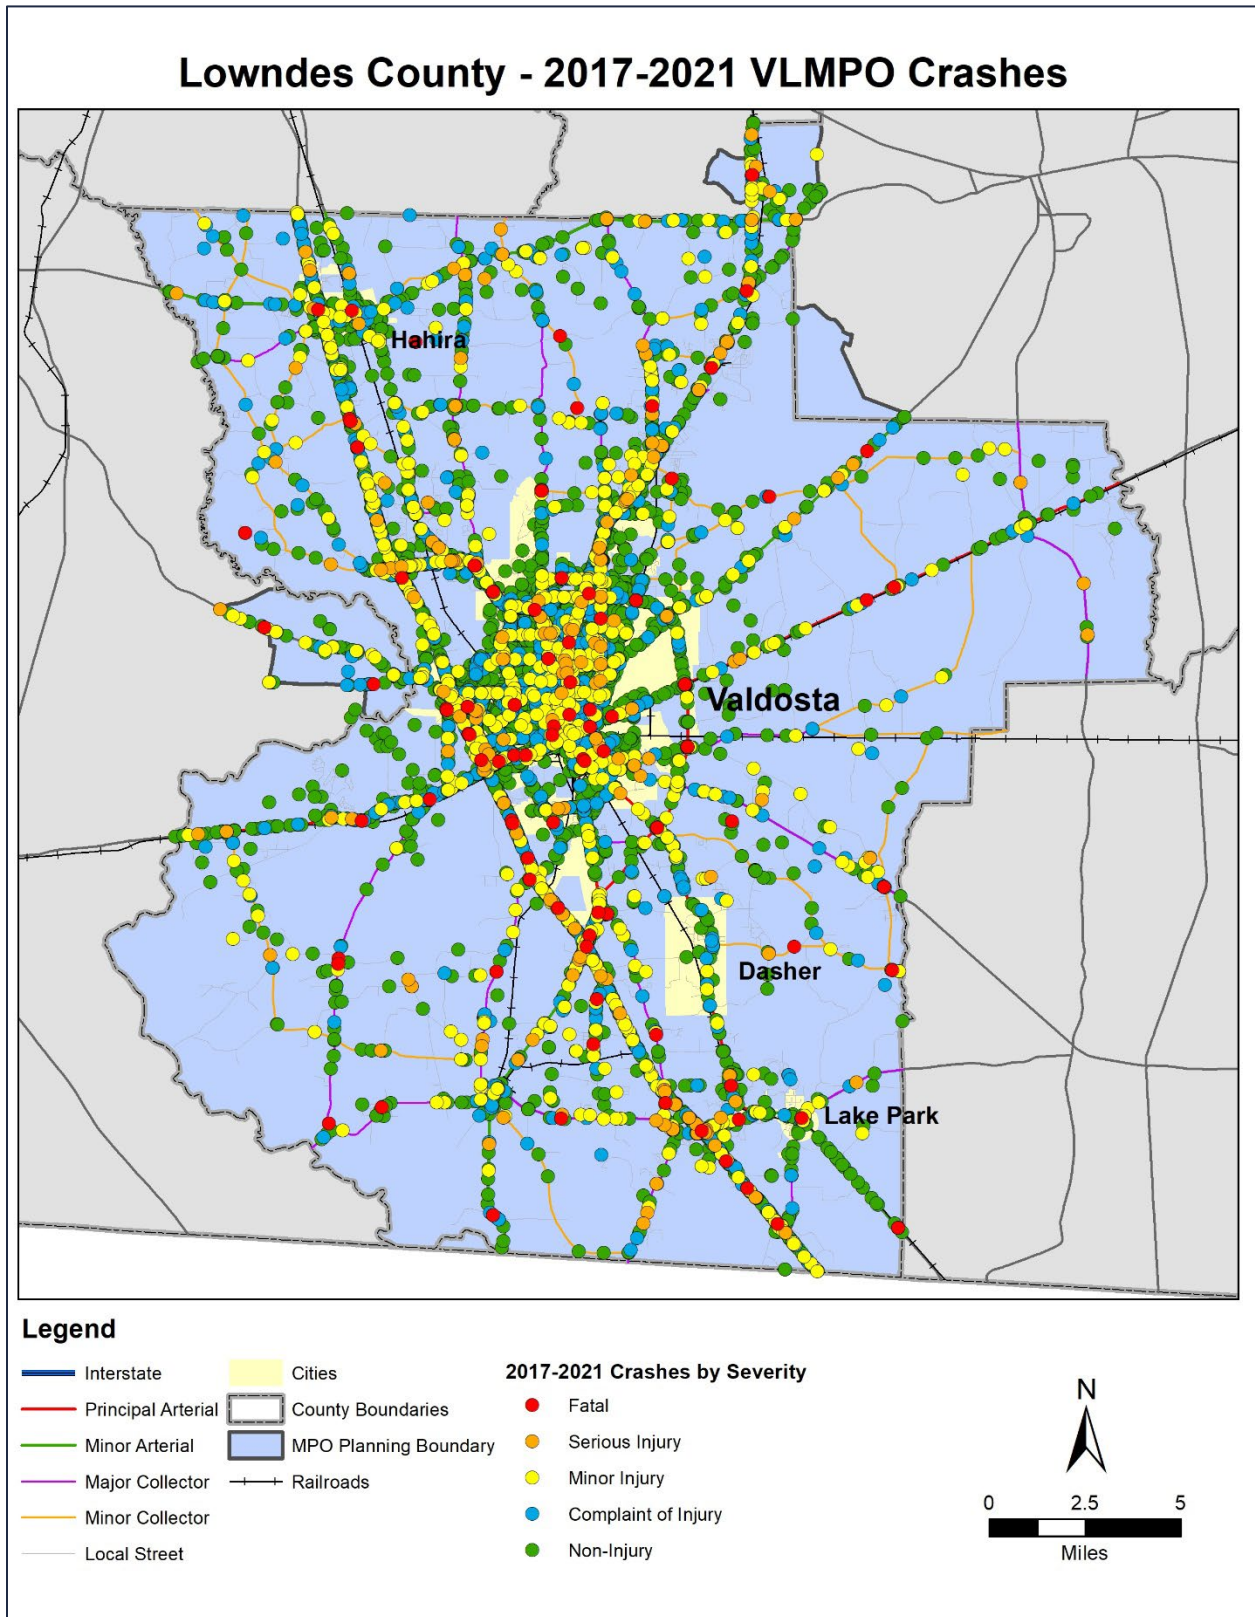 Lowndes County - 2017-2021 VLMPO Crashes
Hahira
Valdosta
Dasher
Lake Park
Legend
Interstate
Principal Arterial
Minor Arterial
Major Collector
Minor Collector
Local Street
Cities
County Boundaries
MPO Planning Boundary
Railroads
2017-2021 Crashes by Severity
Fatal
Serious Injury
Minor Injury
Complaint of Injury
Non-Injury
N
0 2.5 5
Miles